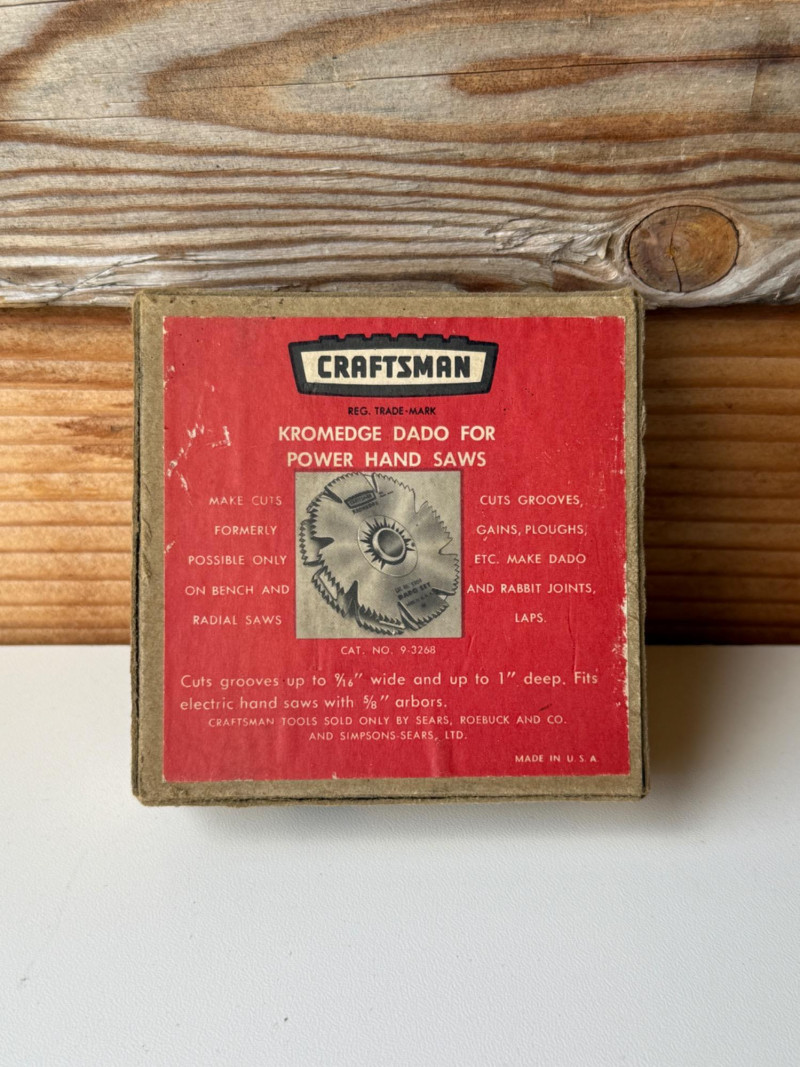 CRAFTSMAN
REG. TRADE-MARK
KROMEDGE DADO FOR
POWER HAND SAWS
MAKE CUTS
FORMERLY
POSSIBLE ONLY
ON BENCH AND
RADIAL SAWS
CUTS GROOVES,
GAINS, PLOUGHS,
ETC. MAKE DADO
AND RABBIT JOINTS,
LAPS.
CRAFTSMAN
KROMEDGE
DADO SET
CAT. NO. 9-3268
Cuts grooves up to 9/16" wide and up to 1" deep. Fits
electric hand saws with 5/8" arbors.
CRAFTSMAN TOOLS SOLD ONLY BY SEARS, ROEBUCK AND CO.
AND SIMPSONS-SEARS, LTD.
MADE IN U. S. A.